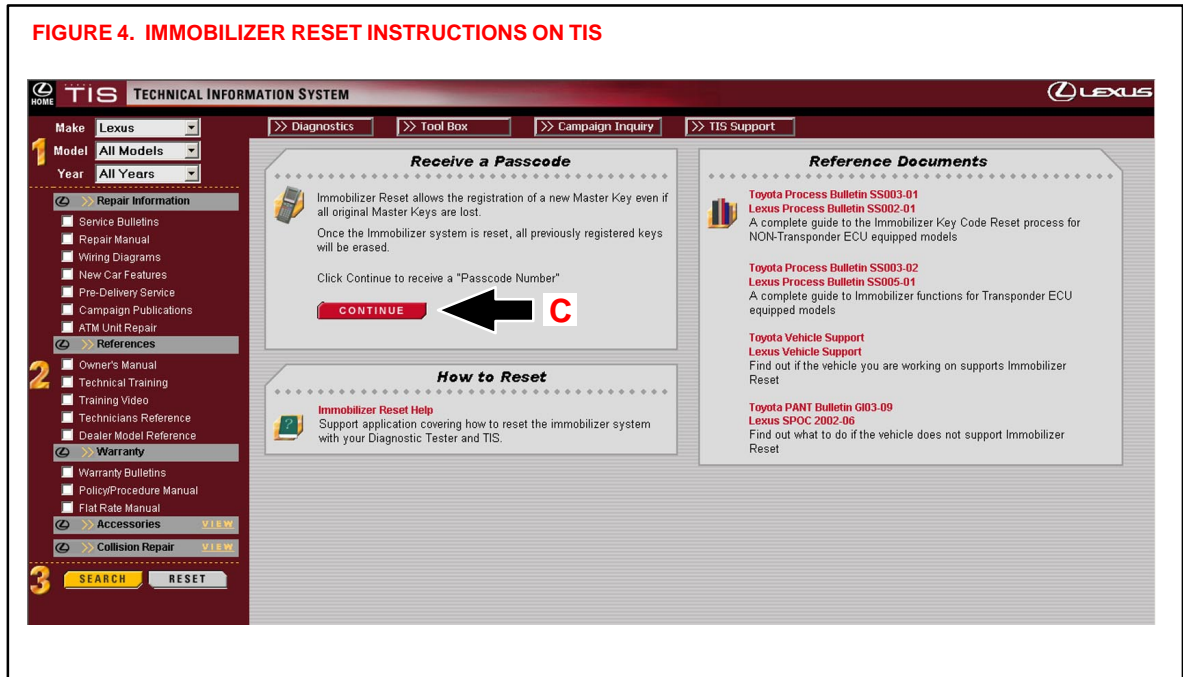 FIGURE 4. IMMOBILIZER RESET INSTRUCTIONS ON TIS
HOME TIS TECHNICAL INFORMATION SYSTEM
LEXUS
Make Lexus
1 Model All Models
Year All Years
>> Diagnostics
>> Tool Box
>> Campaign Inquiry
>> TIS Support
2
>> Repair Information
Service Bulletins
Repair Manual
Wiring Diagrams
New Car Features
Pre-Delivery Service
Campaign Publications
ATM Unit Repair
>> References
Owner's Manual
Technical Training
Training Video
Technicians Reference
Dealer Model Reference
>> Warranty
Warranty Bulletins
Policy/Procedure Manual
Flat Rate Manual
>> Accessories VIEW
>> Collision Repair VIEW
3 SEARCH RESET
Receive a Passcode
Immobilizer Reset allows the registration of a new Master Key even if
all original Master Keys are lost.
Once the Immobilizer system is reset, all previously registered keys
will be erased.
Click Continue to receive a "Passcode Number"
CONTINUE
C
How to Reset
?
Immobilizer Reset Help
Support application covering how to reset the immobilizer system
with your Diagnostic Tester and TIS.
Reference Documents
Toyota Process Bulletin SS003-01
Lexus Process Bulletin SS002-01
A complete guide to the Immobilizer Key Code Reset process for
NON-Transponder ECU equipped models
Toyota Process Bulletin SS003-02
Lexus Process Bulletin SS005-01
A complete guide to Immobilizer functions for Transponder ECU
equipped models
Toyota Vehicle Support
Lexus Vehicle Support
Find out if the vehicle you are working on supports Immobilizer
Reset
Toyota PANT Bulletin GI03-09
Lexus SPOC 2002-06
Find out what to do if the vehicle does not support Immobilizer
Reset